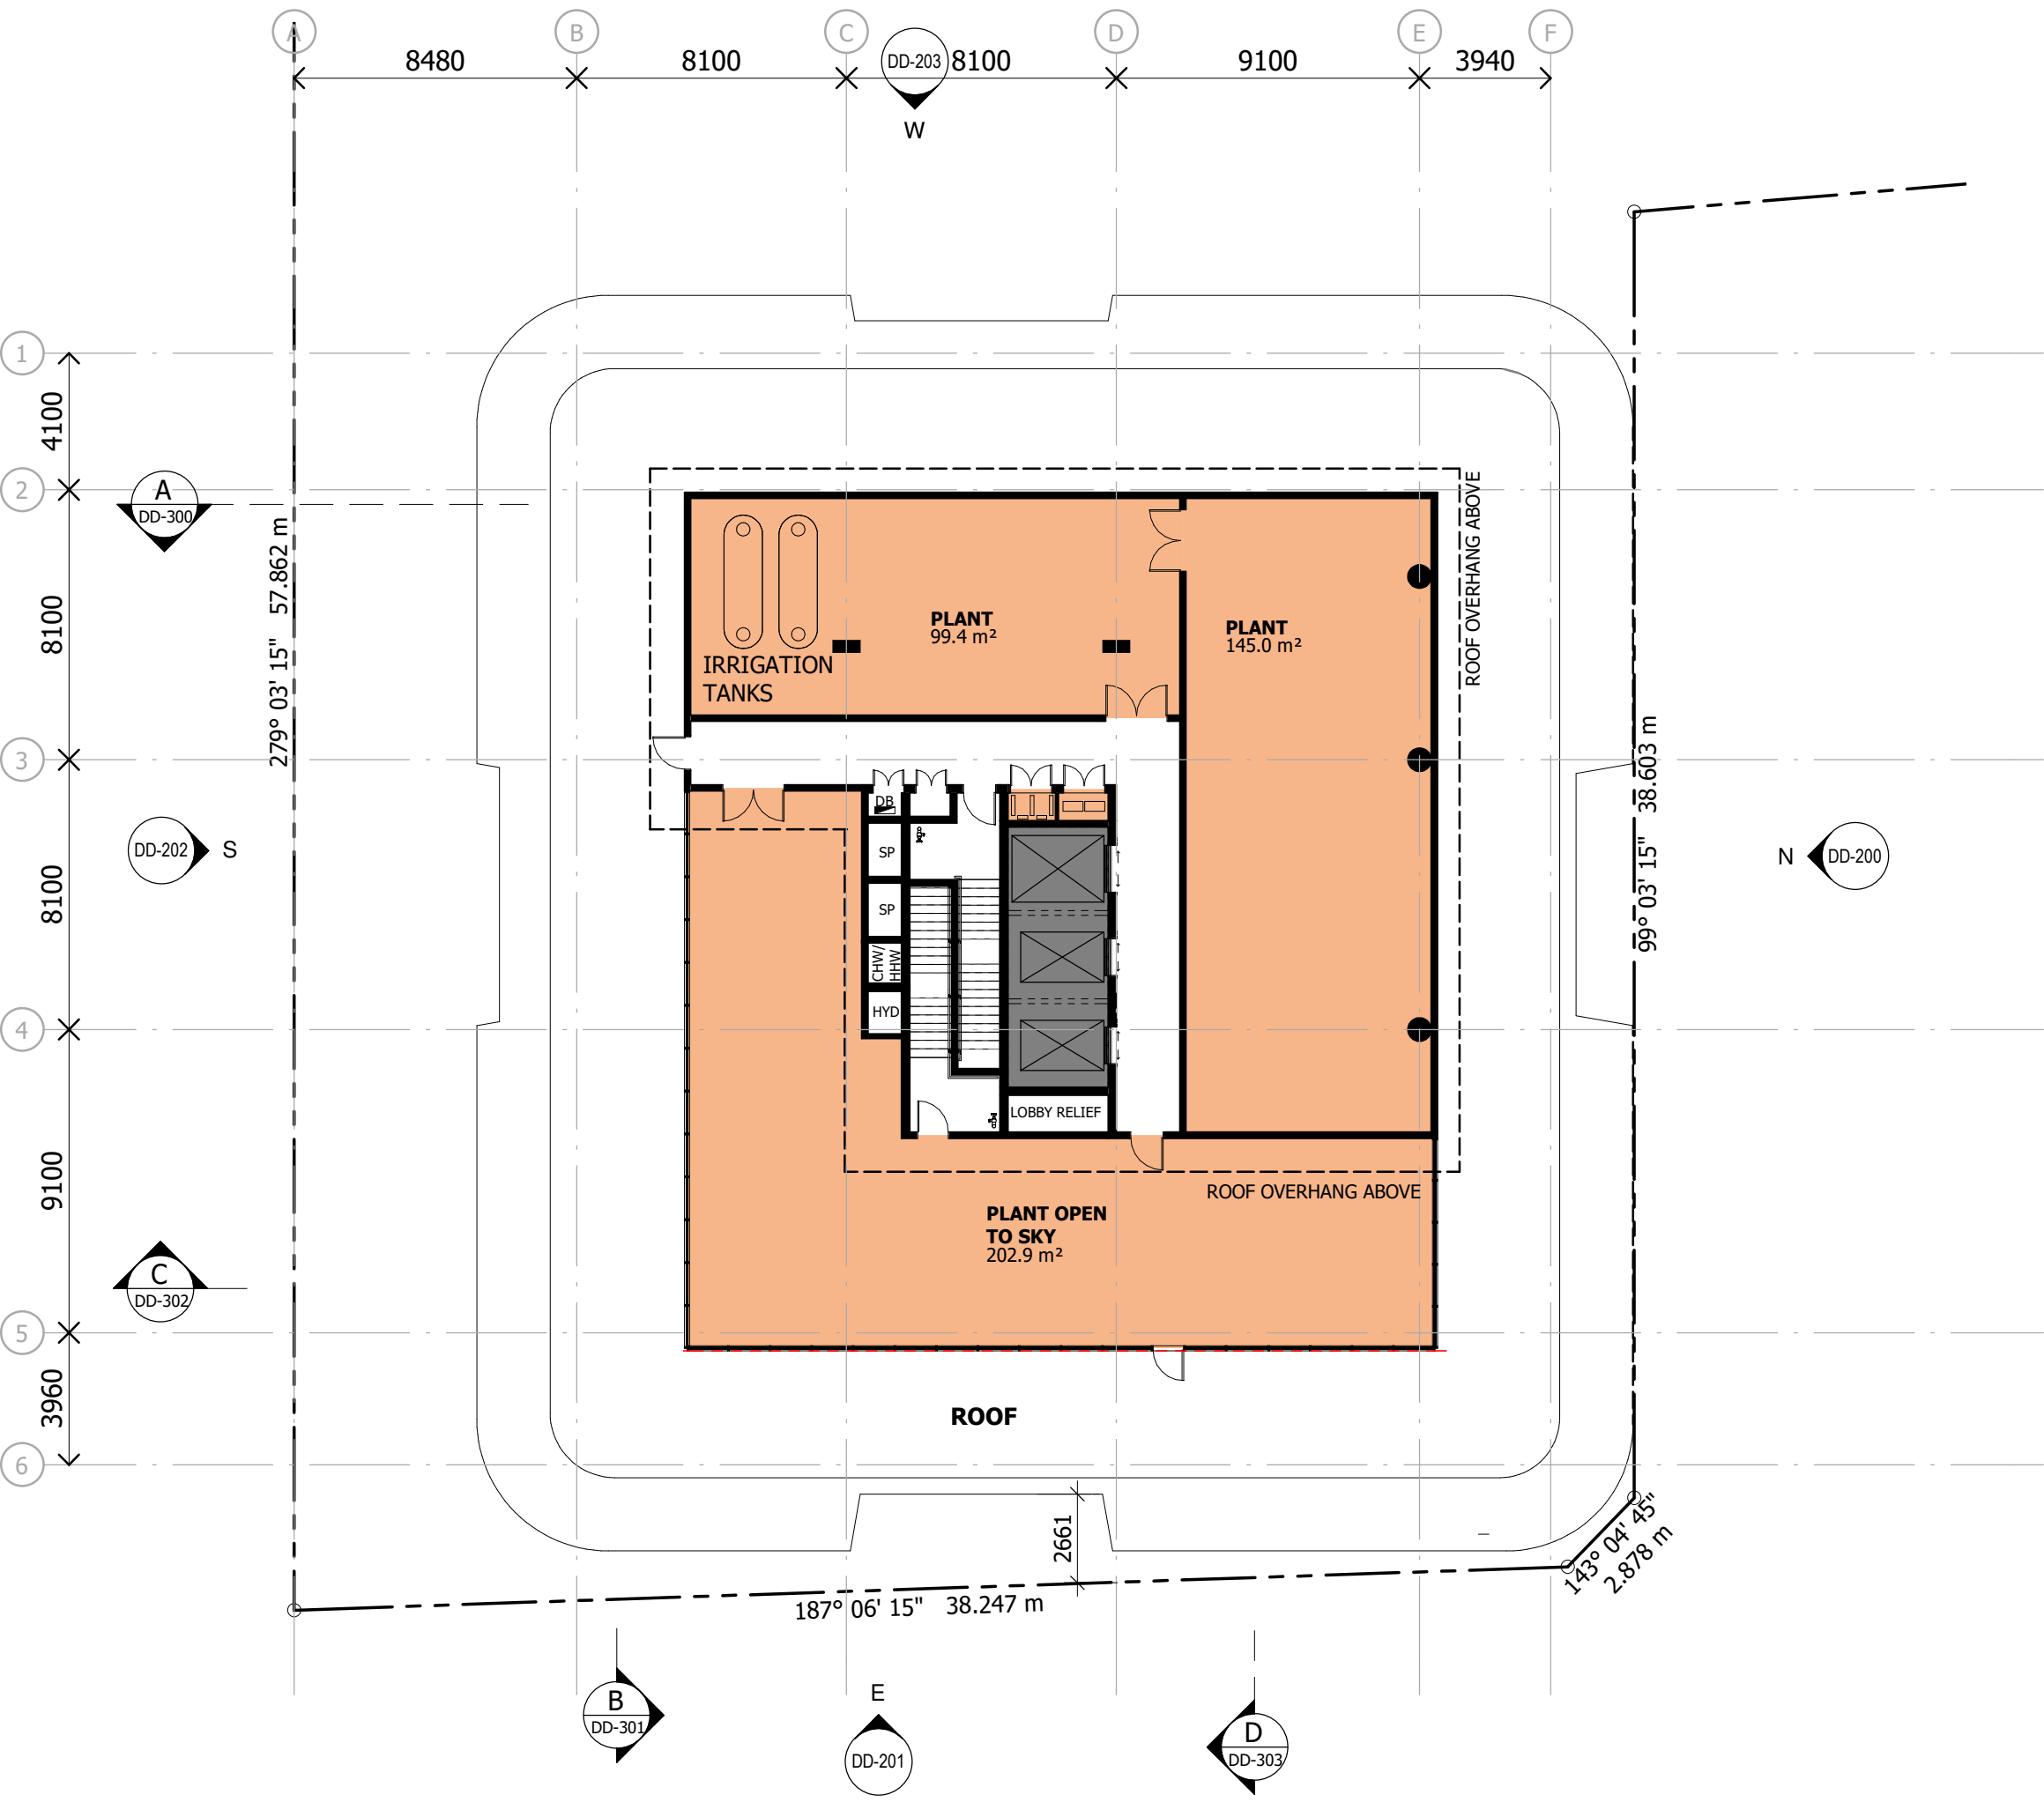 A
B
C
D
E
F
8480
8100
DD-203
8100
9100
3940
W
1
4100
2
A
DD-300
8100
279° 03' 15" 57.862 m
ROOF OVERHANG ABOVE
PLANT
99.4 m²
PLANT
145.0 m²
IRRIGATION
TANKS
3
99° 03' 15" 38.603 m
DB
DD-202
S
SP
N
DD-200
8100
SP
CHW/
HHW
HYD
4
LOBBY RELIEF
9100
ROOF OVERHANG ABOVE
PLANT OPEN
TO SKY
202.9 m²
C
DD-302
5
3960
ROOF
6
2661
143° 04' 45"
2.878 m
187° 06' 15" 38.247 m
B
DD-301
E
DD-201
D
DD-303